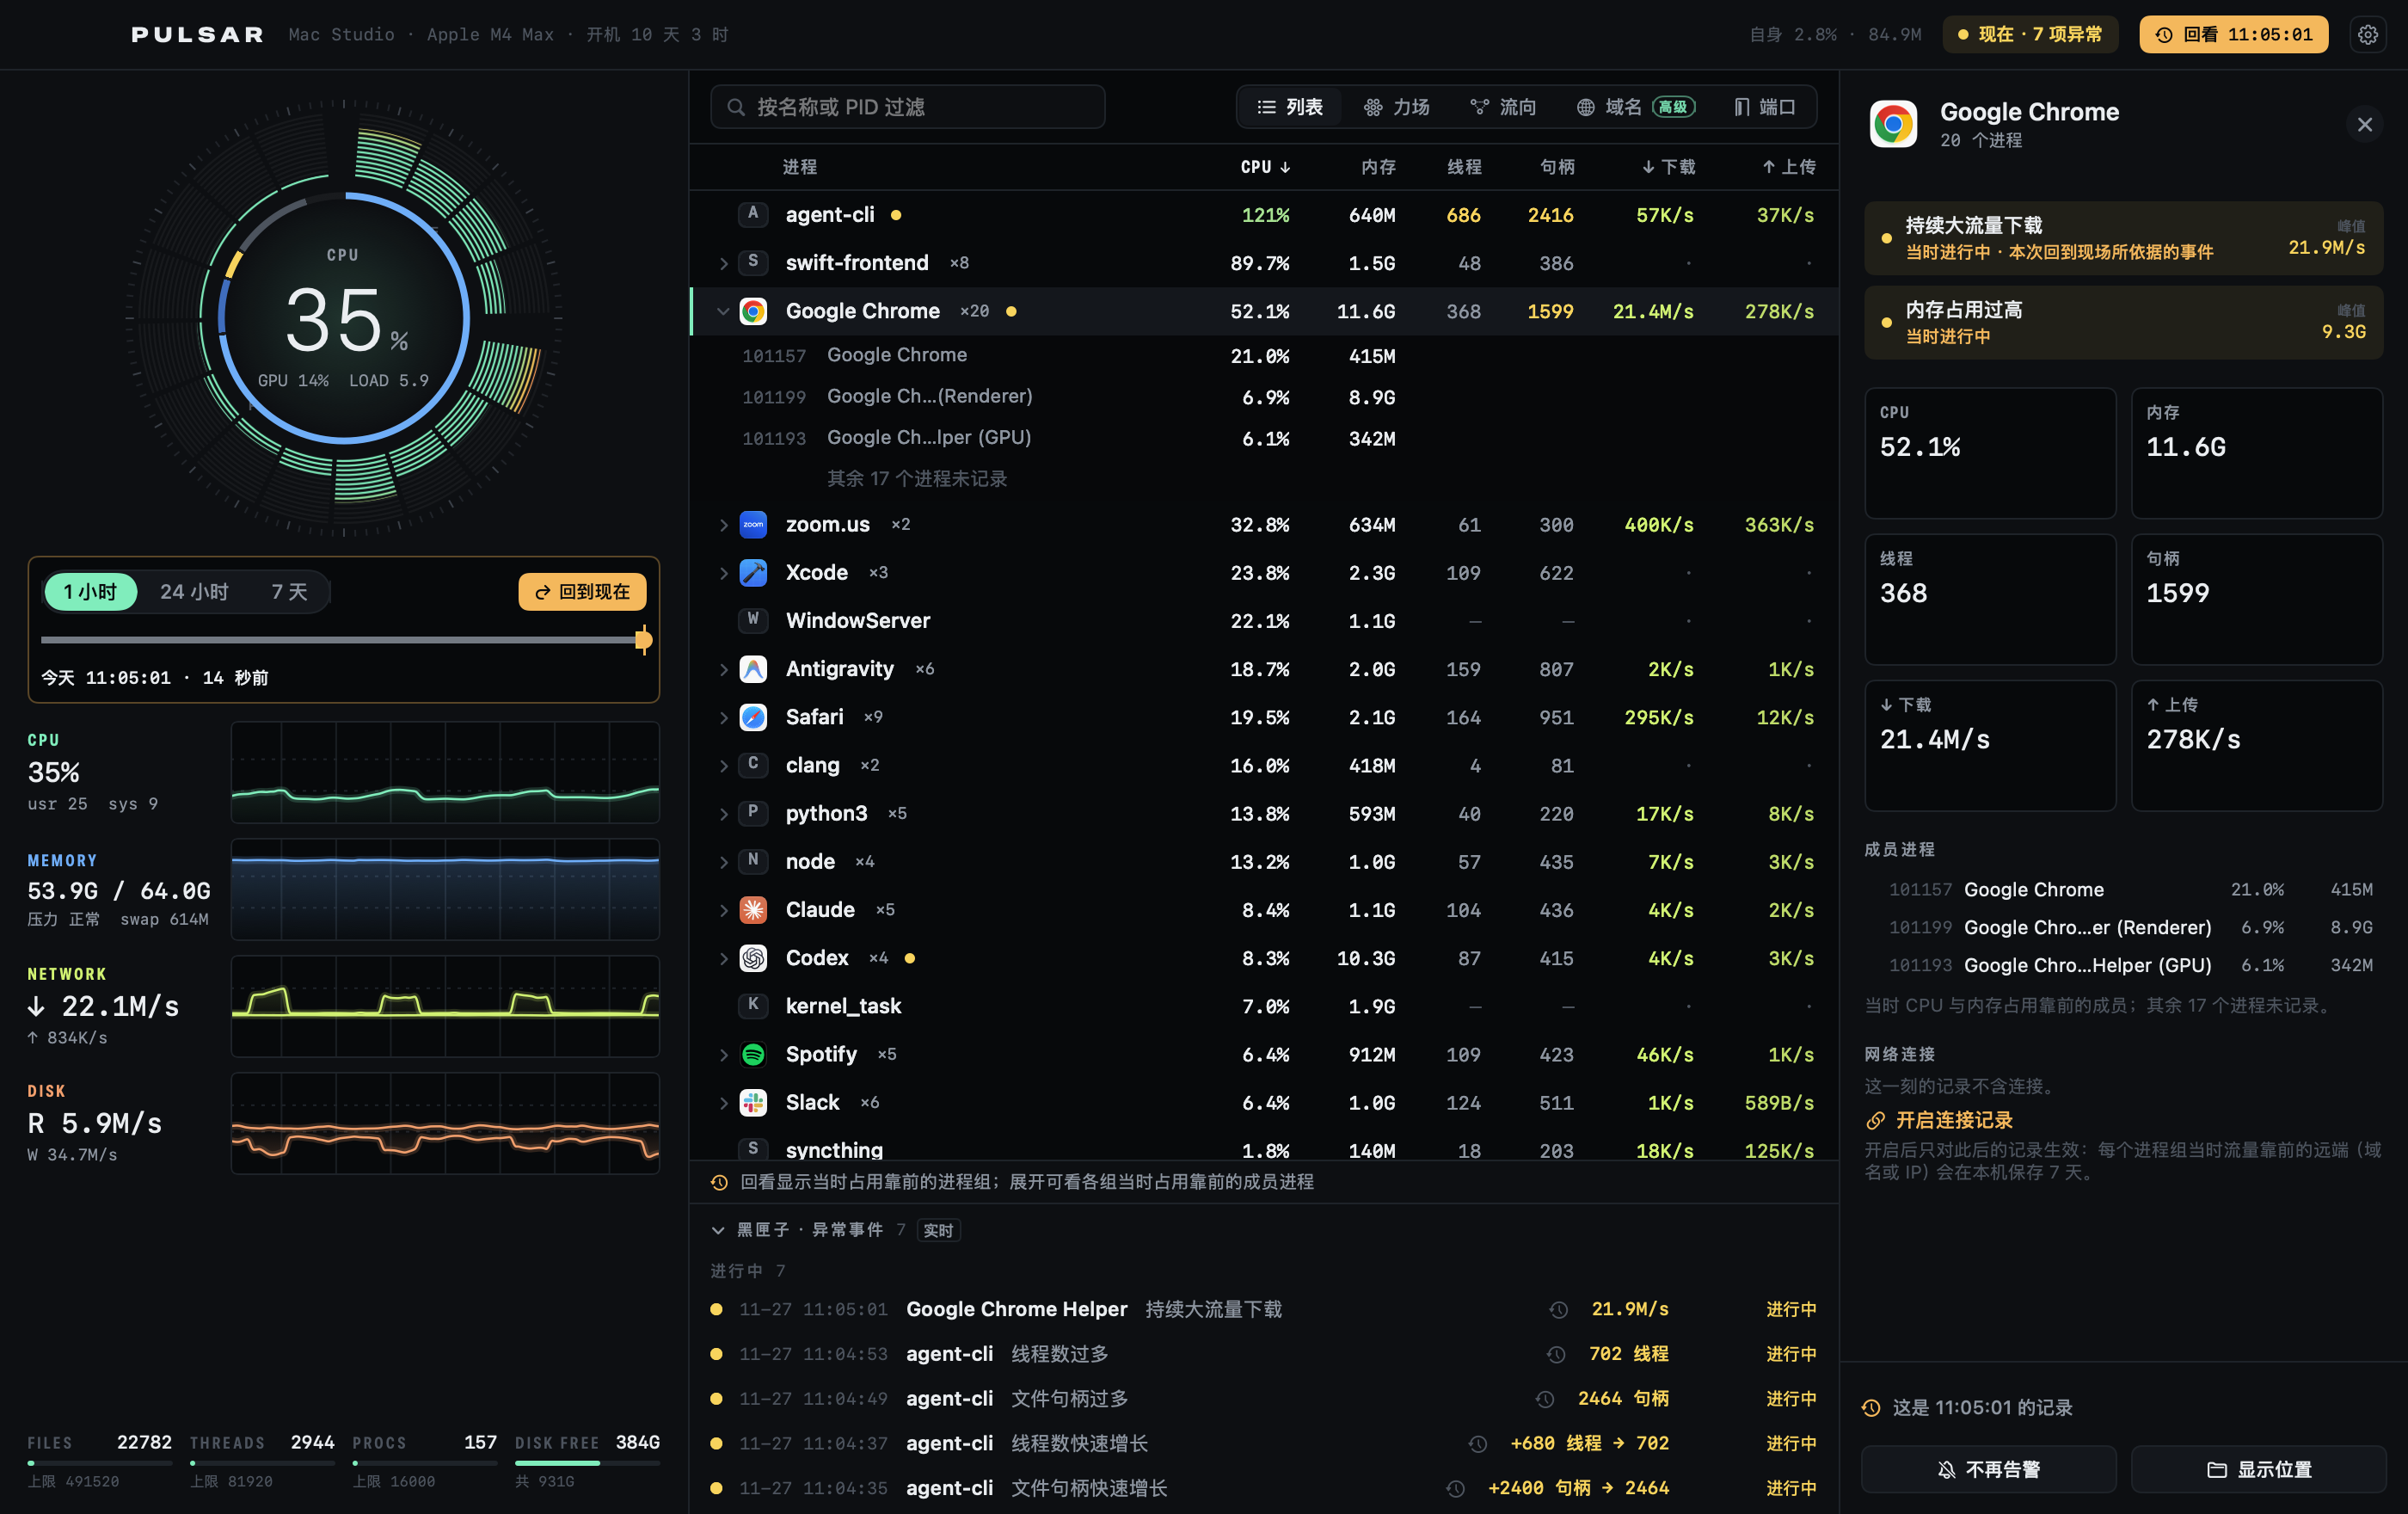 PULSAR Mac Studio · Apple M4 Max · 开机 10 天 3 时
自身 2.8% · 84.9M
现在 · 7 项异常
回看 11:05:01
CPU
35%
GPU 14% LOAD 5.9
1 小时 24 小时 7 天
回到现在
今天 11:05:01 · 14 秒前
CPU
35%
usr 25 sys 9
MEMORY
53.9G / 64.0G
压力 正常 swap 614M
NETWORK
↓ 22.1M/s
↑ 834K/s
DISK
R 5.9M/s
W 34.7M/s
FILES 22782
上限 491520
THREADS 2944
上限 81920
PROCS 157
上限 16000
DISK FREE 384G
共 931G
按名称或 PID 过滤
列表 力场 流向 域名 高级 端口
进程 CPU ↓ 内存 线程 句柄 ↓ 下载 ↑ 上传
A agent-cli 121% 640M 686 2416 57K/s 37K/s
S swift-frontend ×8 89.7% 1.5G 48 386 · ·
Google Chrome ×20 52.1% 11.6G 368 1599 21.4M/s 278K/s
101157 Google Chrome 21.0% 415M
101199 Google Ch...(Renderer) 6.9% 8.9G
101193 Google Ch...lper (GPU) 6.1% 342M
其余 17 个进程未记录
zoom zoom.us ×2 32.8% 634M 61 300 400K/s 363K/s
Xcode ×3 23.8% 2.3G 109 622 · ·
W WindowServer 22.1% 1.1G — — · ·
Antigravity ×6 18.7% 2.0G 159 807 2K/s 1K/s
Safari ×9 19.5% 2.1G 164 951 295K/s 12K/s
C clang ×2 16.0% 418M 4 81 · ·
P python3 ×5 13.8% 593M 40 220 17K/s 8K/s
N node ×4 13.2% 1.0G 57 435 7K/s 3K/s
Claude ×5 8.4% 1.1G 104 436 4K/s 2K/s
Codex ×4 8.3% 10.3G 87 415 4K/s 3K/s
K kernel_task 7.0% 1.9G — — · ·
Spotify ×5 6.4% 912M 109 423 46K/s 1K/s
Slack ×6 6.4% 1.0G 124 511 1K/s 589B/s
S syncthing 1.8% 140M 18 203 18K/s 125K/s
回看显示当时占用靠前的进程组；展开可看各组当时占用靠前的成员进程
黑匣子 · 异常事件 7 实时
进行中 7
11-27 11:05:01 Google Chrome Helper 持续大流量下载 21.9M/s 进行中
11-27 11:04:53 agent-cli 线程数过多 702 线程 进行中
11-27 11:04:49 agent-cli 文件句柄过多 2464 句柄 进行中
11-27 11:04:37 agent-cli 线程数快速增长 +680 线程 → 702 进行中
11-27 11:04:35 agent-cli 文件句柄快速增长 +2400 句柄 → 2464 进行中
Google Chrome
20 个进程
持续大流量下载 峰值
当时进行中 · 本次回到现场所依据的事件 21.9M/s
内存占用过高 峰值
当时进行中 9.3G
CPU
52.1%
内存
11.6G
线程
368
句柄
1599
↓ 下载
21.4M/s
↑ 上传
278K/s
成员进程
101157 Google Chrome 21.0% 415M
101199 Google Chro...er (Renderer) 6.9% 8.9G
101193 Google Chro...Helper (GPU) 6.1% 342M
当时 CPU 与内存占用靠前的成员；其余 17 个进程未记录。
网络连接
这一刻的记录不含连接。
开启连接记录
开启后只对此后的记录生效：每个进程组当时流量靠前的远端 (域
名或 IP) 会在本机保存 7 天。
这是 11:05:01 的记录
不再告警
显示位置